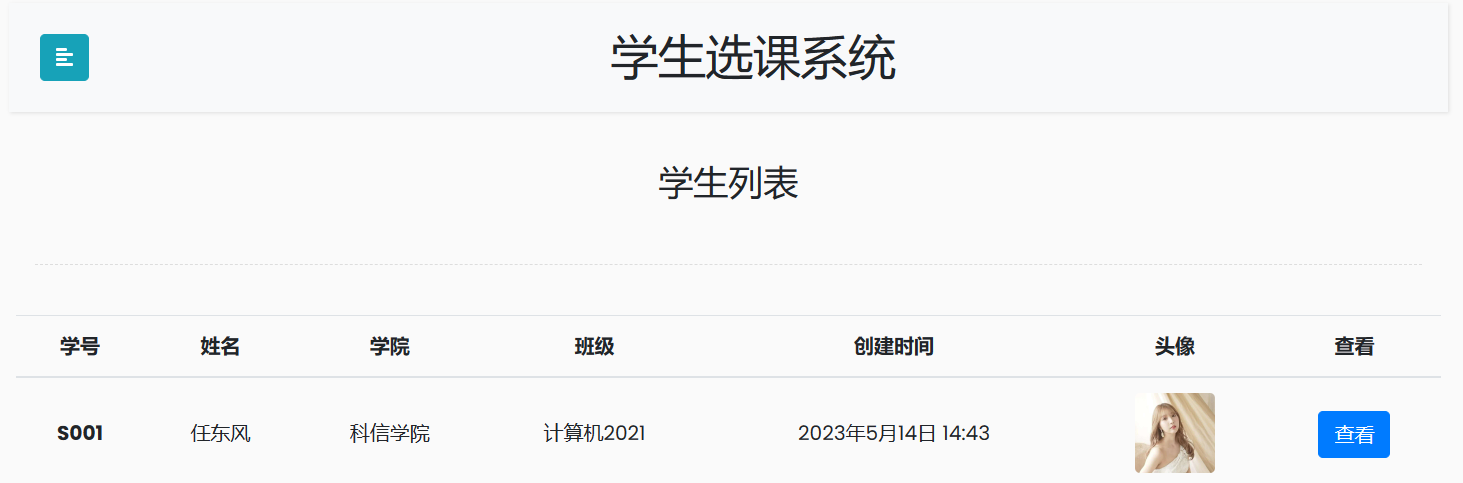 学生选课系统
学生列表
学号 姓名 学院 班级 创建时间 头像 查看
S001 任东风 科信学院 计算机2021 2023年5月14日 14:43 查看